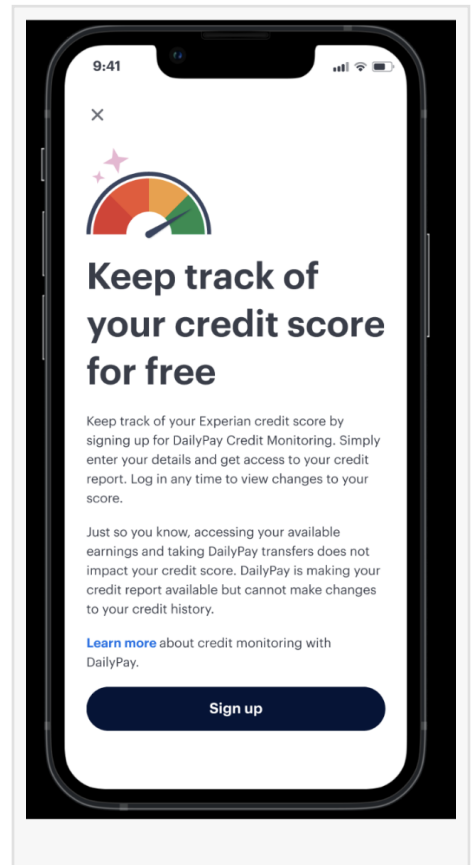 9:41
Keep track of
your credit score
for free
Keep track of your Experian credit score by
signing up for DailyPay Credit Monitoring. Simply
enter your details and get access to your credit
report. Log in any time to view changes to your
score.
Just so you know, accessing your available
earnings and taking DailyPay transfers does not
impact your credit score. DailyPay is making your
credit report available but cannot make changes
to your credit history.
Learn more about credit monitoring with
DailyPay.
Sign up